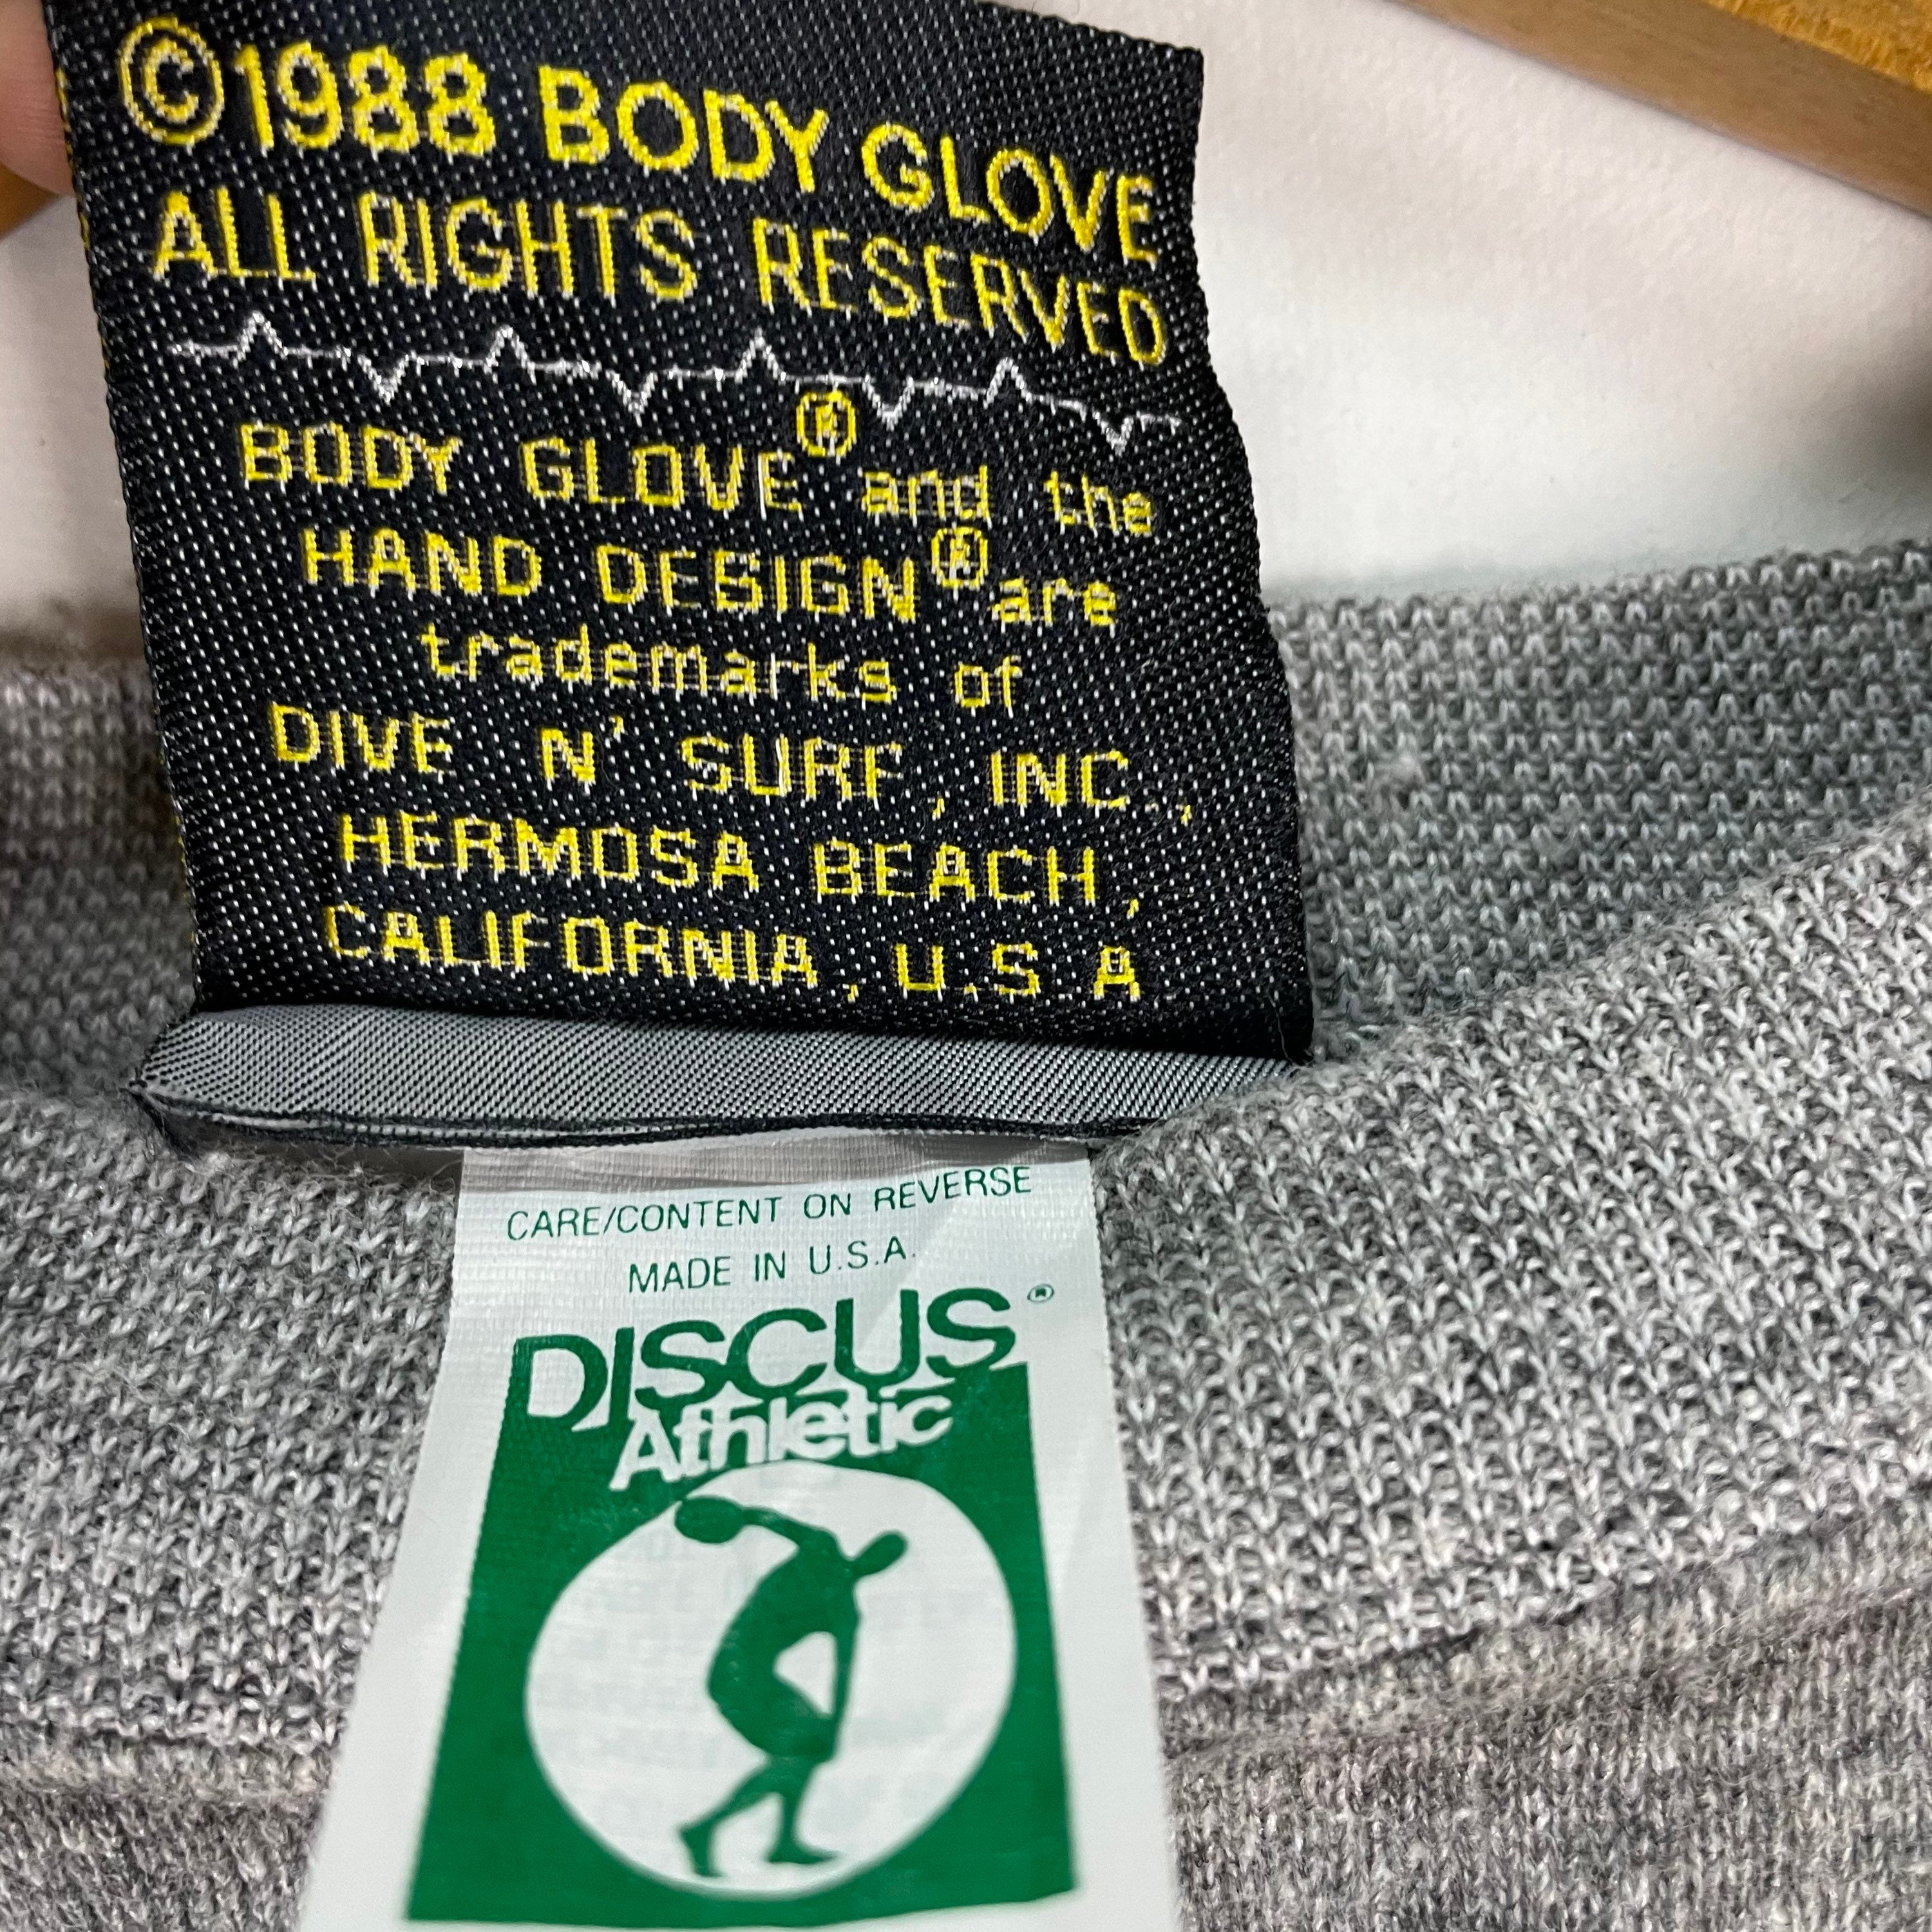 ©1988 BODY GLOVE
ALL RIGHTS RESERVED
BODY GLOVE® and the
HAND DESIGN® are
trademarks of
DIVE N' SURF, INC.,
HERMOSA BEACH,
CALIFORNIA, U.S.A
CARE/CONTENT ON REVERSE
MADE IN U.S.A.
DISCUS®
Athletic